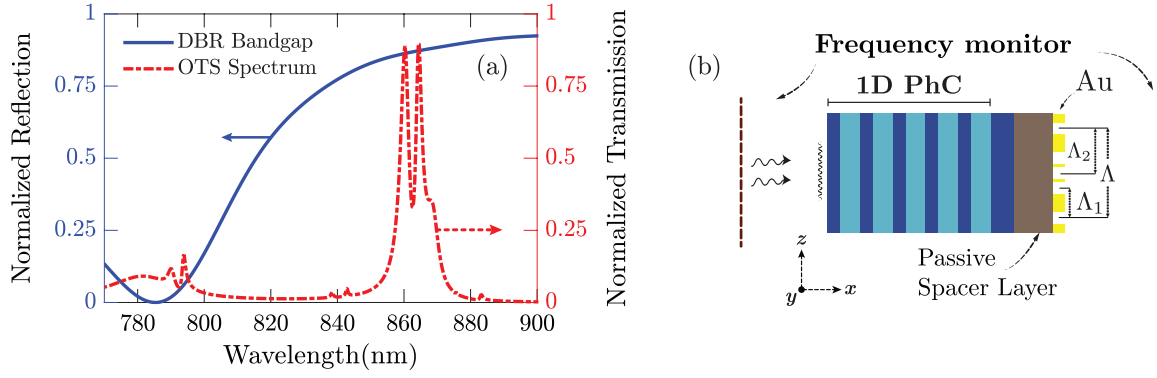 1
0.75
0.5
0.25
0
Normalized Reflection
DBR Bandgap
OTS Spectrum
(a)
1
0.75
0.5
0.25
0
Normalized Transmission
780 800 820 840 860 880 900
Wavelength(nm)
(b)
Frequency monitor
1D PhC
Au
Λ₂
Λ
Λ₁
Passive
Spacer Layer
z
y
x